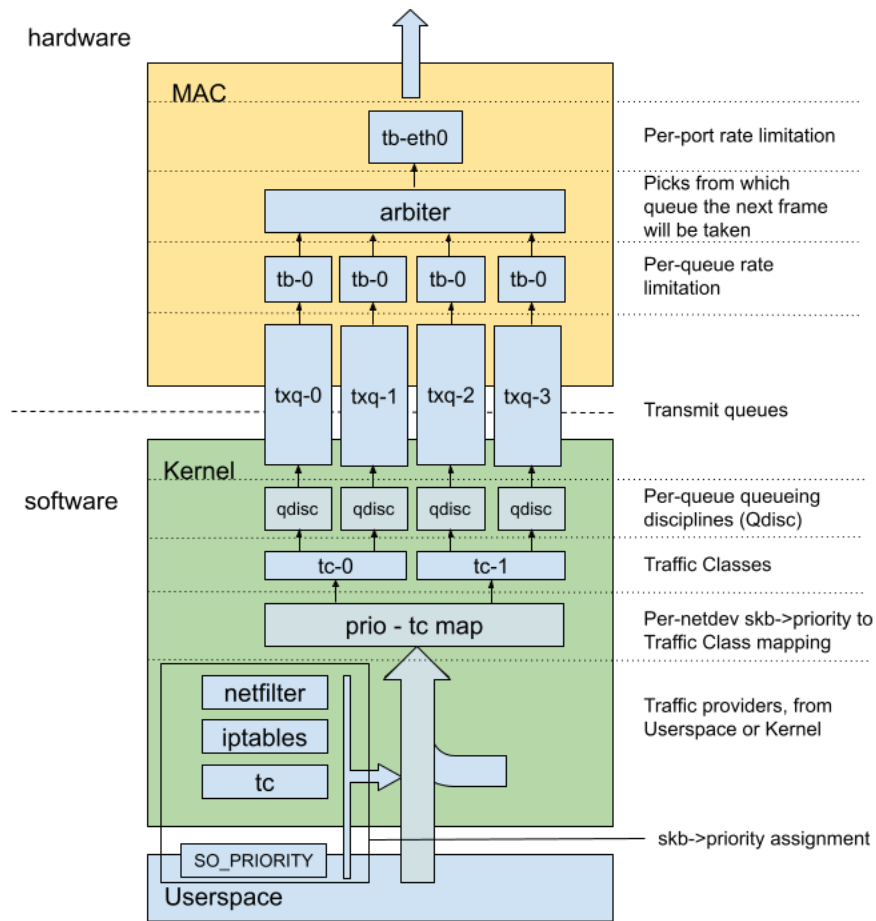 hardware
MAC
tb-eth0
Per-port rate limitation
arbiter
Picks from which
queue the next frame
will be taken
tb-0
tb-0
tb-0
tb-0
Per-queue rate
limitation
txq-0
txq-1
txq-2
txq-3
Transmit queues
Kernel
software
qdisc
qdisc
qdisc
qdisc
Per-queue queueing
disciplines (Qdisc)
tc-0
tc-1
Traffic Classes
prio - tc map
Per-netdev skb->priority to
Traffic Class mapping
netfilter
iptables
tc
Traffic providers, from
Userspace or Kernel
skb->priority assignment
SO_PRIORITY
Userspace